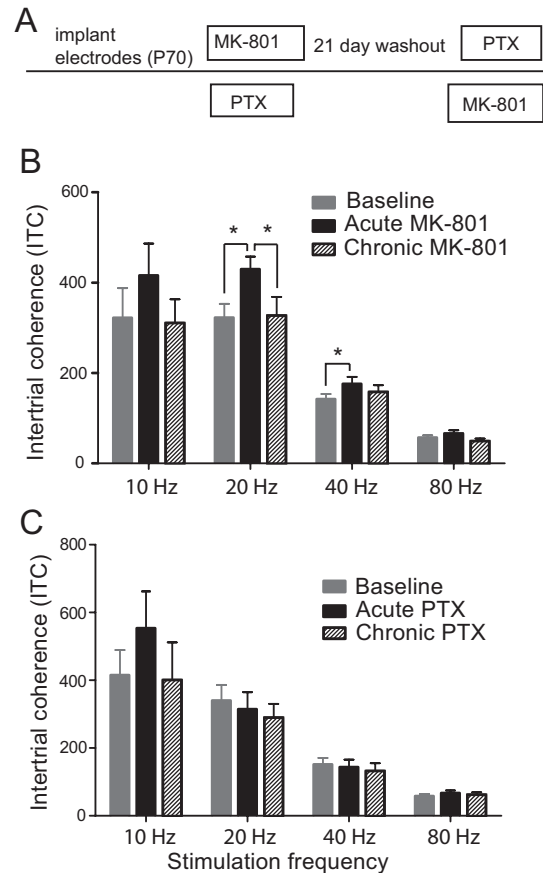 A
implant
electrodes (P70)
MK-801
21 day washout
PTX
PTX
MK-801
B
Intertrial coherence (ITC)
600
400
200
0
Baseline
Acute MK-801
Chronic MK-801
*
*
*
10 Hz
20 Hz
40 Hz
80 Hz
C
Intertrial coherence (ITC)
800
600
400
200
0
Baseline
Acute PTX
Chronic PTX
10 Hz
20 Hz
40 Hz
80 Hz
Stimulation frequency